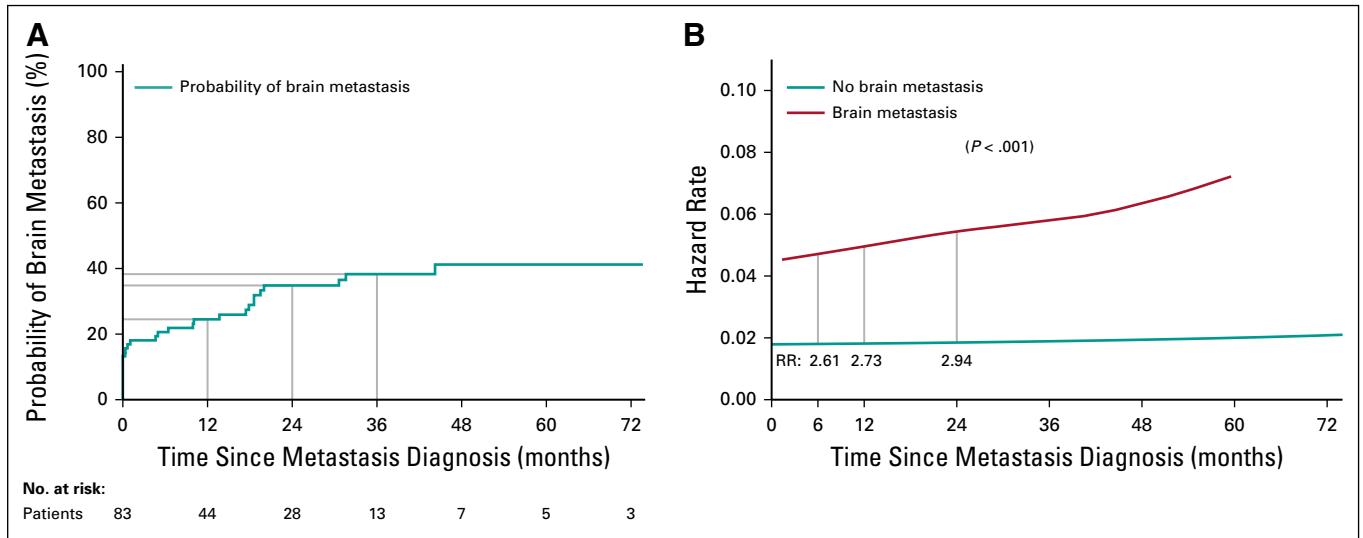 A
Probability of Brain Metastasis (%)
100
80
60
40
20
0
Probability of brain metastasis
0 12 24 36 48 60 72
Time Since Metastasis Diagnosis (months)
No. at risk:
Patients 83 44 28 13 7 5 3
B
Hazard Rate
0.10
0.08
0.06
0.04
0.02
0.00
No brain metastasis
Brain metastasis
(P < .001)
RR: 2.61 2.73 2.94
0 6 12 24 36 48 60 72
Time Since Metastasis Diagnosis (months)